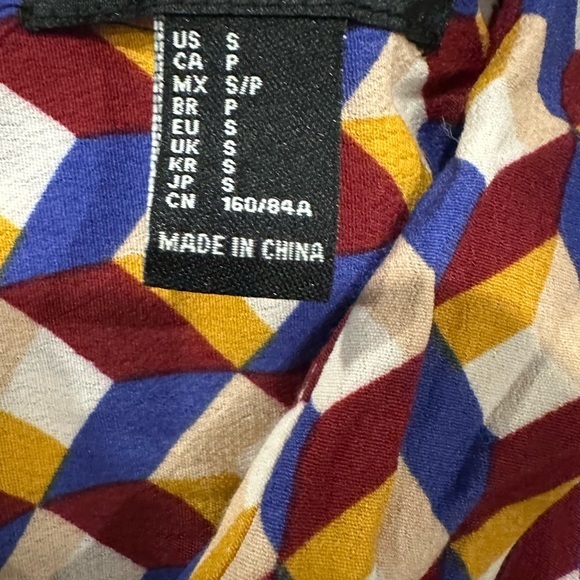 US S
CA P
MX S/P
BR P
EU S
UK S
KR S
JP S
CN 160/84A
MADE IN CHINA